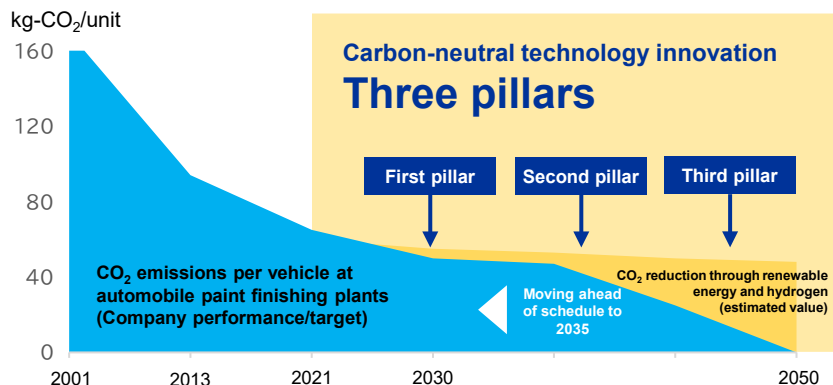 kg-CO₂/unit
160
Carbon-neutral technology innovation
Three pillars
120
First pillar
Second pillar
Third pillar
80
40
CO₂ emissions per vehicle at
automobile paint finishing plants
(Company performance/target)
Moving ahead
of schedule to
2035
CO₂ reduction through renewable
energy and hydrogen
(estimated value)
0
2001
2013
2021
2030
2050